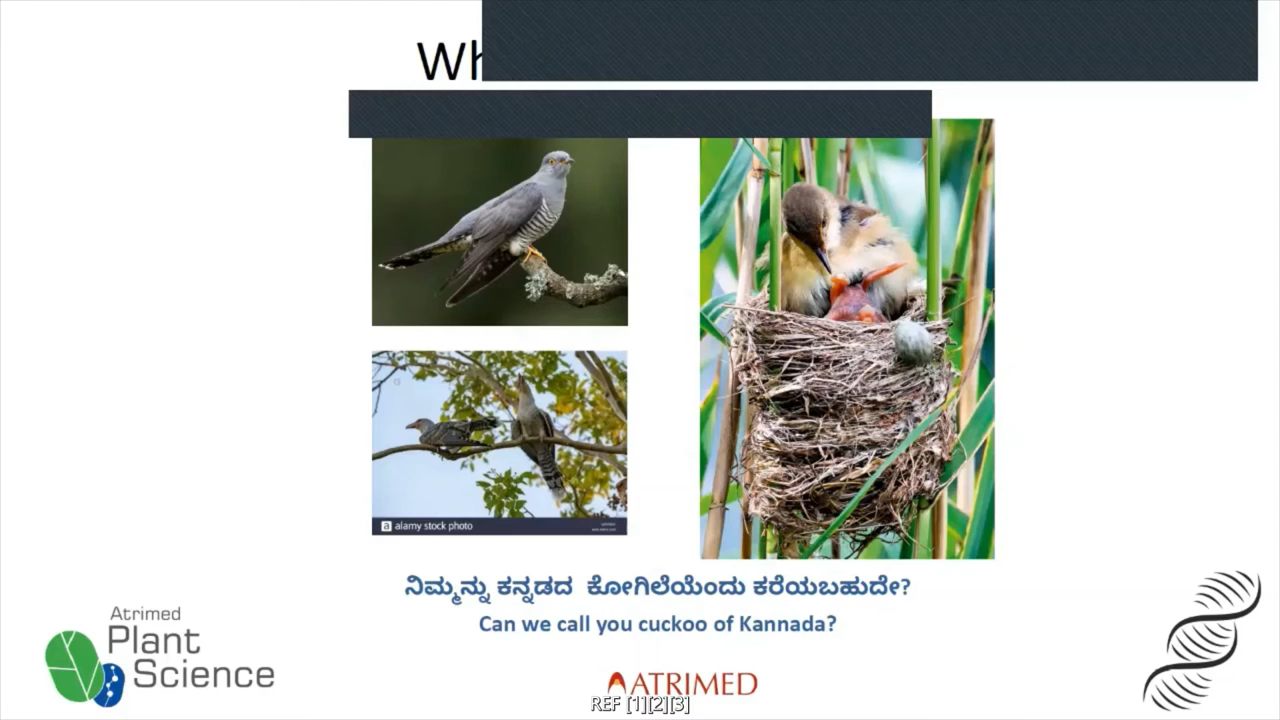 Wh
a alamy stock photo
ನಿಮ್ಮನ್ನು ಕನ್ನಡದ ಕೋಗಿಲೆಯೆಂದು ಕರೆಯಬಹುದೇ?
Can we call you cuckoo of Kannada?
Atrimed
Plant
Science
ATRIMED
REF [1][2][3]